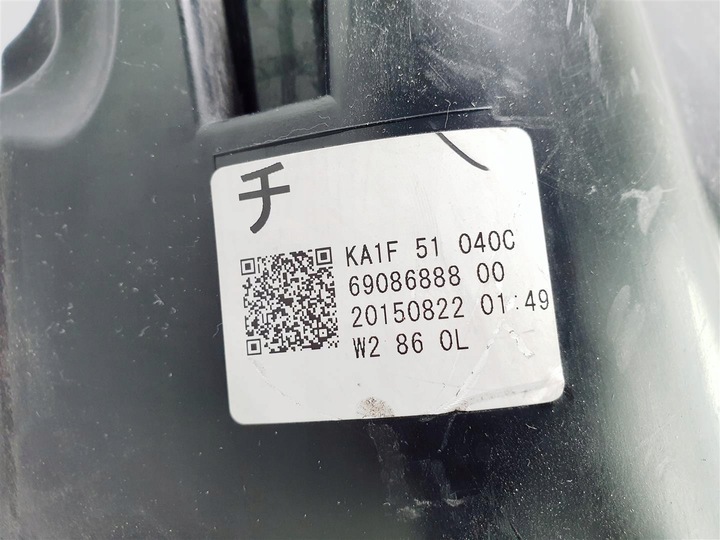 チ
KA1F 51 040C
69086888 00
20150822 01:49
W2 86 0L